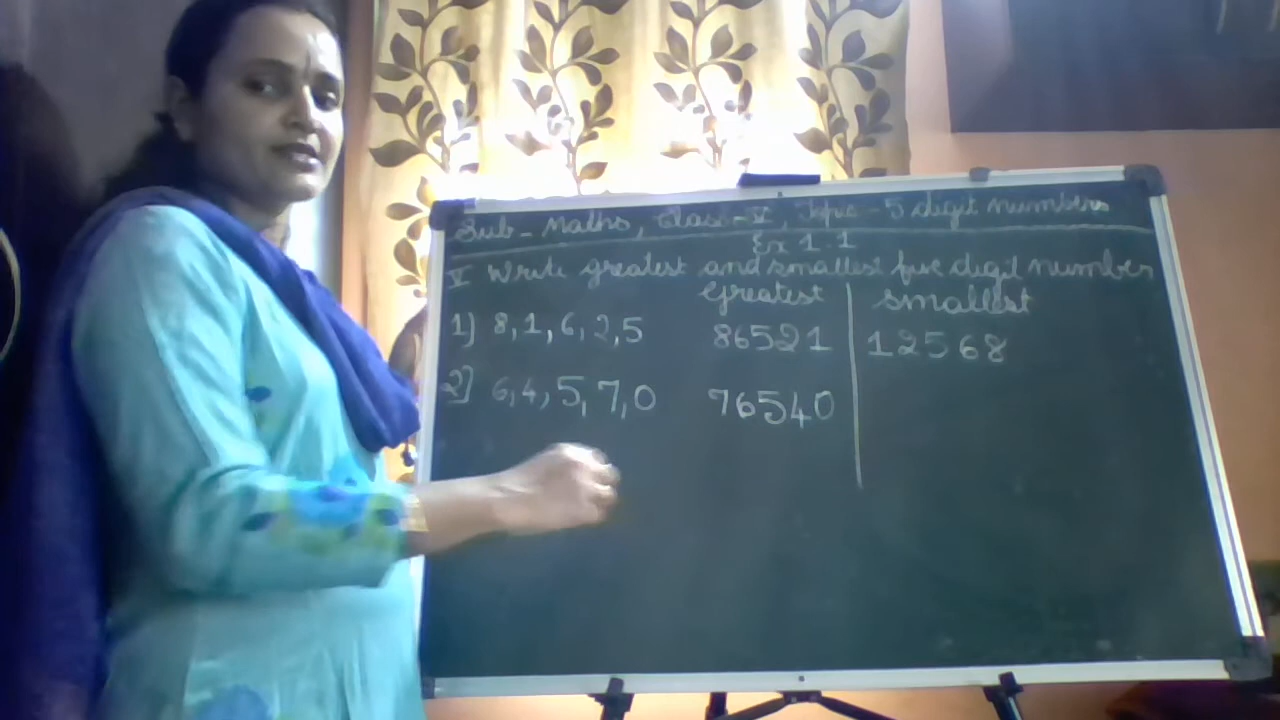 Sub - Maths, Class - V, Topic - 5 digit numbers
Ex 1.1
V Write greatest and smallest five digit number
Greatest smallest
1) 8,1,6,2,5 86521 12568
2) 6,4,5,7,0 76540